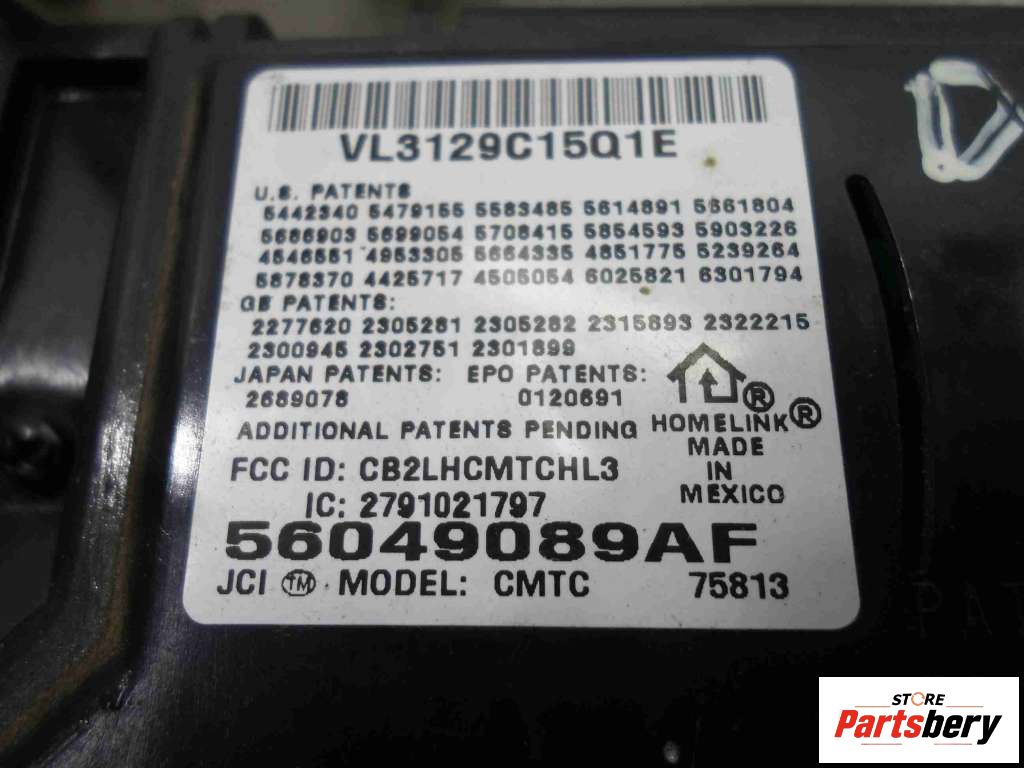 VL3129C15Q1E
U.S. PATENTS
5442340 5479155 5583485 5614891 5661804
5686903 5699054 5708415 5854593 5903226
4546551 4953305 5664335 4851775 5239264
5878370 4425717 4505054 6025821 6301794
GB PATENTS:
2277620 2305281 2305282 2315893 2322215
2300945 2302751 2301899
JAPAN PATENTS: EPO PATENTS:
2689078 0120691
ADDITIONAL PATENTS PENDING
HOMELINK®
MADE
IN
MEXICO
FCC ID: CB2LHCMTCHL3
IC: 2791021797
56049089AF
JCI TM MODEL: CMTC 75813
STORE
Partsbery